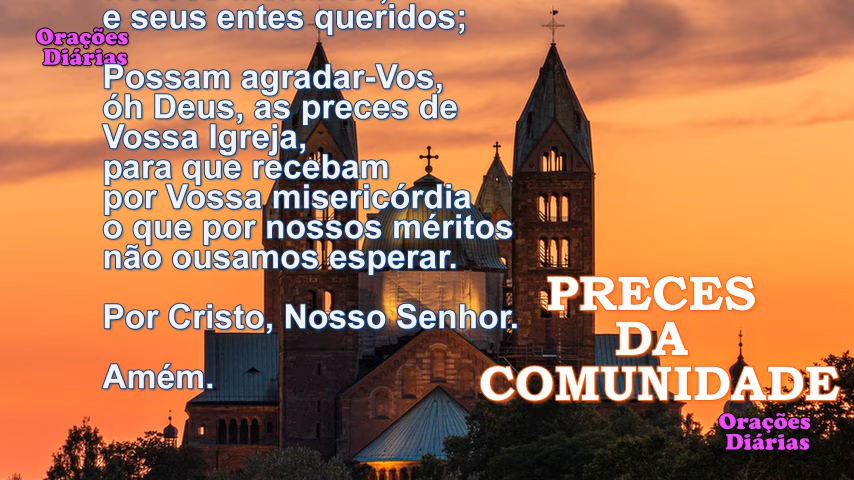 e seus entes queridos;
Orações
Diárias
Possam agradar-Vos,
óh Deus, as preces de
Vossa Igreja,
para que recebam
por Vossa misericórdia
o que por nossos méritos
não ousamos esperar.
Por Cristo, Nosso Senhor.
Amém.
PRECES
DA
COMUNIDADE
Orações
Diárias